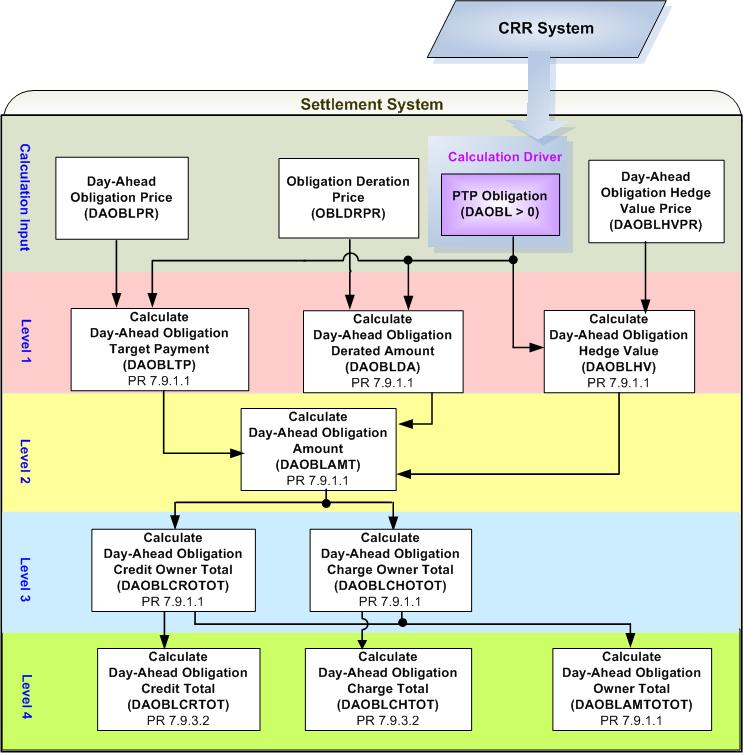 CRR System
Settlement System
Calculation Input
Day-Ahead
Obligation Price
(DAOBLPR)
Obligation Deration
Price
(OBLDRPR)
Calculation Driver
PTP Obligation
(DAOBL > 0)
Day-Ahead
Obligation Hedge
Value Price
(DAOBLHVPR)
Level 1
Calculate
Day-Ahead Obligation
Target Payment
(DAOBLTP)
PR 7.9.1.1
Calculate
Day-Ahead Obligation
Derated Amount
(DAOBLDA)
PR 7.9.1.1
Calculate
Day-Ahead Obligation
Hedge Value
(DAOBLHV)
PR 7.9.1.1
Level 2
Calculate
Day-Ahead Obligation
Amount
(DAOBLAMT)
PR 7.9.1.1
Level 3
Calculate
Day-Ahead Obligation
Credit Owner Total
(DAOBLCROTOT)
PR 7.9.1.1
Calculate
Day-Ahead Obligation
Charge Owner Total
(DAOBLCHOTOT)
PR 7.9.1.1
Level 4
Calculate
Day-Ahead Obligation
Credit Total
(DAOBLCRTOT)
PR 7.9.3.2
Calculate
Day-Ahead Obligation
Charge Total
(DAOBLCHTOT)
PR 7.9.3.2
Calculate
Day-Ahead Obligation
Owner Total
(DAOBLAMTOTOT)
PR 7.9.1.1